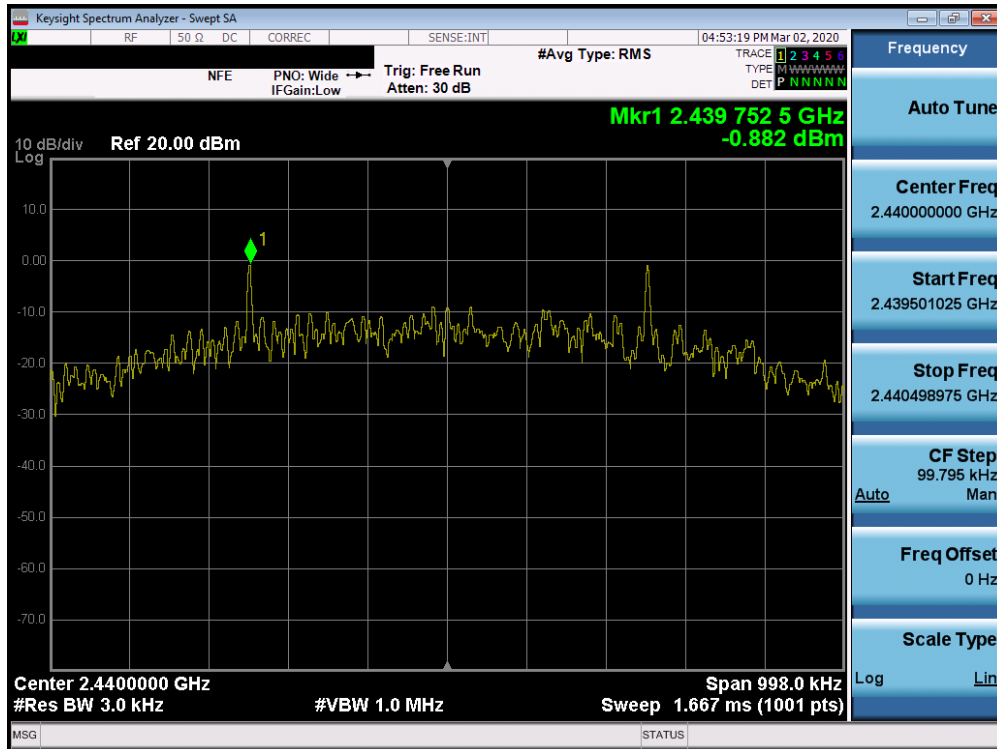 Keysight Spectrum Analyzer - Swept SA
LXI RF 50 Ω DC CORREC SENSE:INT 04:53:19 PM Mar 02, 2020
NFE PNO: Wide Trig: Free Run #Avg Type: RMS TRACE 1 2 3 4 5 6
IFGain:Low Atten: 30 dB TYPE M WWWWW
DET P N N N N N
Mkr1 2.439 752 5 GHz
-0.882 dBm
10 dB/div Ref 20.00 dBm
Log
1
10.0
0.00
-10.0
-20.0
-30.0
-40.0
-50.0
-60.0
-70.0
Center 2.4400000 GHz Span 998.0 kHz
#Res BW 3.0 kHz #VBW 1.0 MHz Sweep 1.667 ms (1001 pts)
MSG STATUS
Frequency
Auto Tune
Center Freq
2.440000000 GHz
Start Freq
2.439501025 GHz
Stop Freq
2.440498975 GHz
CF Step
99.795 kHz
Auto Man
Freq Offset
0 Hz
Scale Type
Log Lin